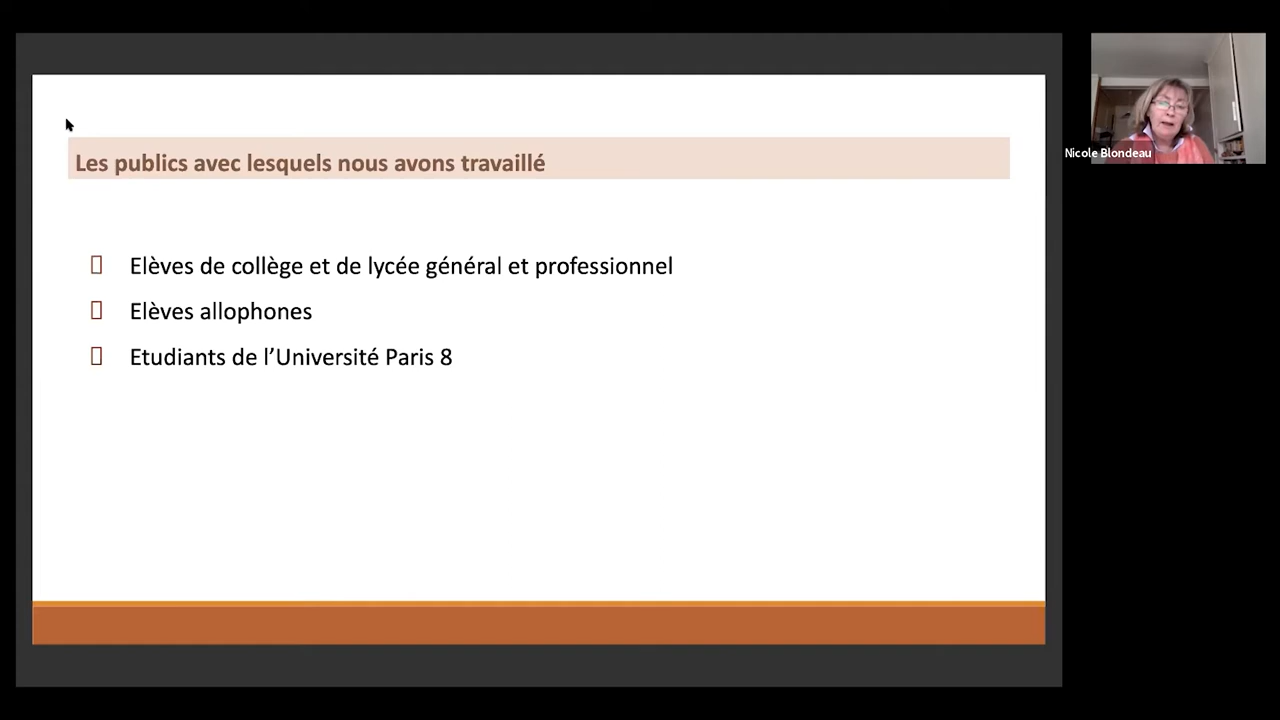 Les publics avec lesquels nous avons travaillé
Elèves de collège et de lycée général et professionnel
Elèves allophones
Etudiants de l’Université Paris 8
Nicole Blondeau